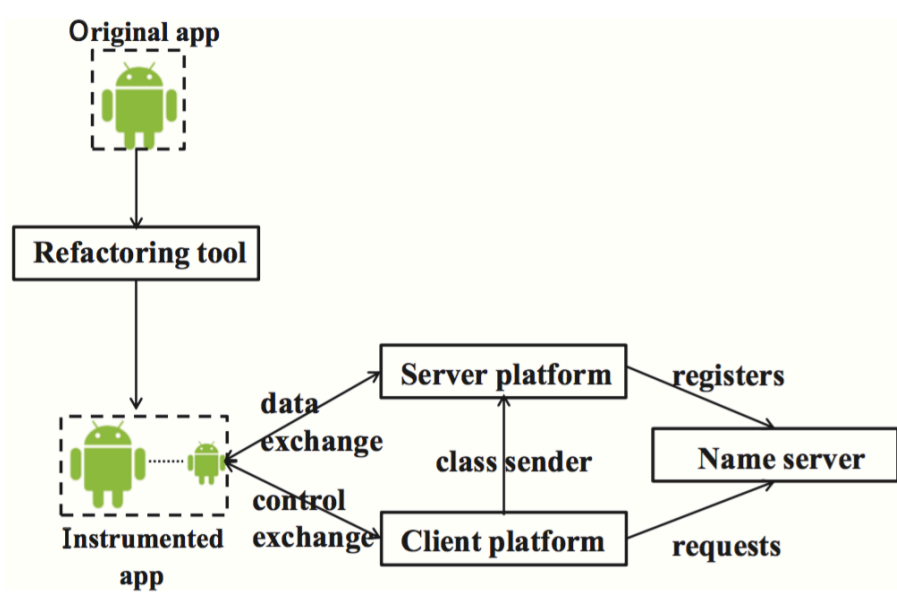 Original app
Refactoring tool
Server platform
registers
data
exchange
class sender
Name server
control
exchange
Client platform
requests
Instrumented
app